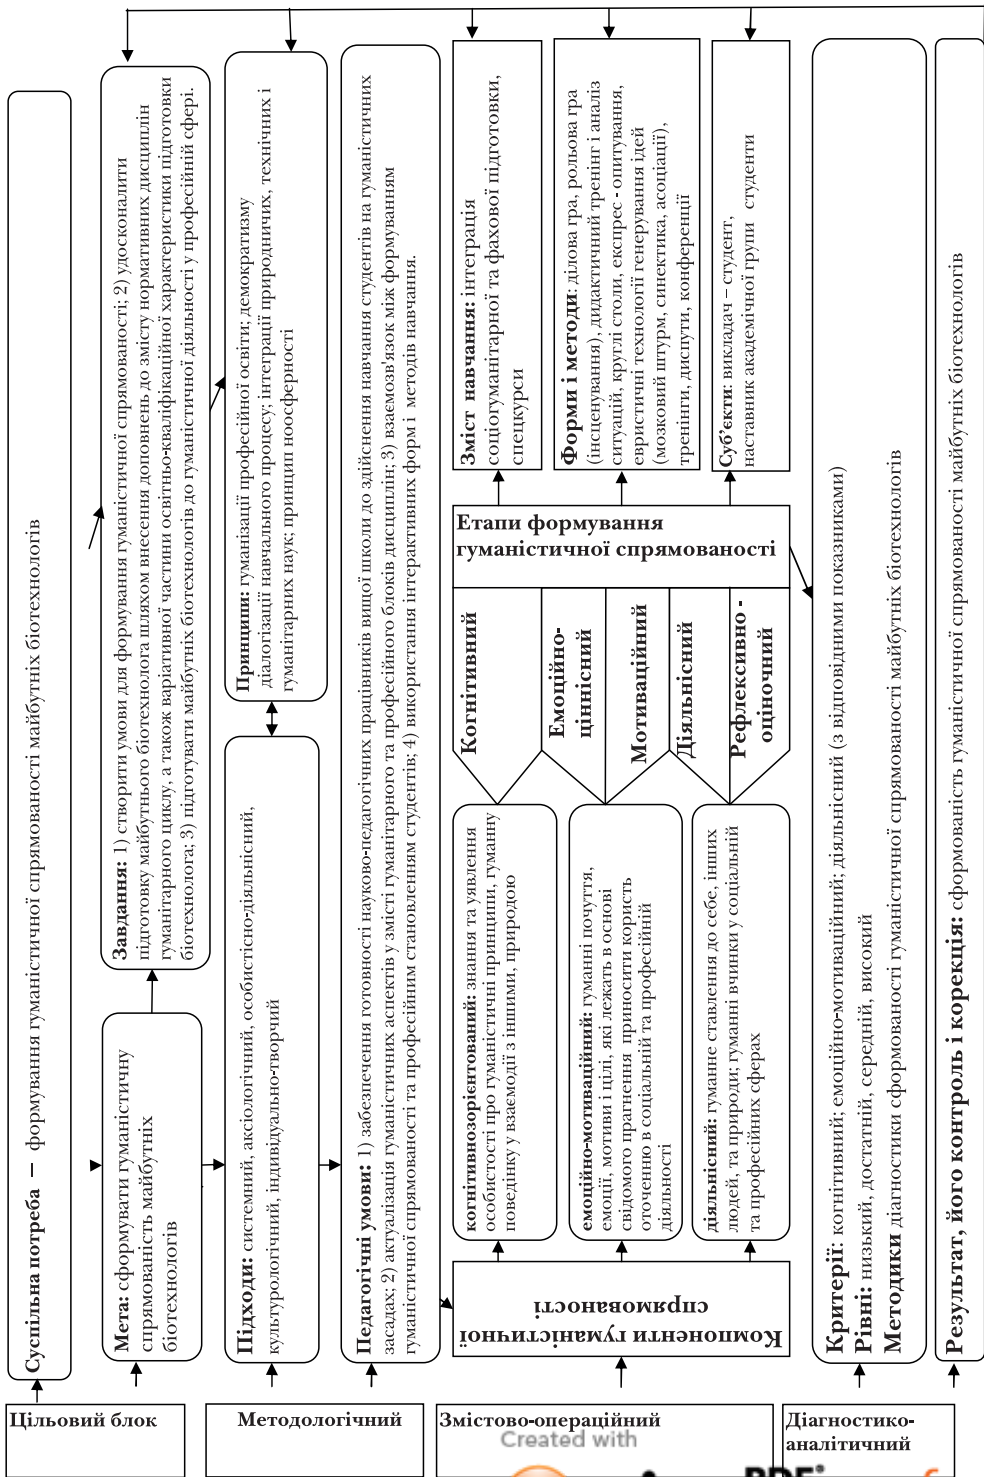 Суспільна потреба – формування гуманістичної спрямованості майбутніх біотехнологів
Цільовий блок
Мета: сформувати гуманістичну
спрямованість майбутніх
біотехнологів
Завдання: 1) створити умови для формування гуманістичної спрямованості; 2) удосконалити
підготовку майбутнього біотехнолога шляхом внесення доповнень до змісту нормативних дисциплін
гуманітарного циклу, а також варіативної частини освітньо-кваліфікаційної характеристики підготовки
біотехнолога; 3) підготувати майбутніх біотехнологів до гуманістичної діяльності у професійній сфері.
Методологічний
Підходи: системний, аксіологічний, особистісно-діяльнісний,
культурологічний, індивідуально-творчий
Принципи: гуманізації професійної освіти; демократизму
діалогізації навчального процесу; інтеграції природничих, технічних і
гуманітарних наук; принцип ноосферності
Педагогічні умови: 1) забезпечення готовності науково-педагогічних працівників вищої школи до здійснення навчання студентів на гуманістичних
засадах; 2) актуалізація гуманістичних аспектів у змісті гуманітарного та професійного блоків дисциплін; 3) взаємозв'язок між формуванням
гуманістичної спрямованості та професійним становленням студентів; 4) використання інтерактивних форм і методів навчання.
Змістово-операційний
Компоненти гуманістичної
спрямованості
когнітивнозорієнтований: знання та уявлення
особистості про гуманістичні принципи, гуманну
поведінку у взаємодії з іншими, природою
емоційно-мотиваційний: гуманні почуття,
емоції, мотиви і цілі, які лежать в основі
свідомого прагнення приносити користь
оточенню в соціальній та професійній
діяльності
діяльнісний: гуманне ставлення до себе, інших
людей, та природи; гуманні вчинки у соціальній
та професійних сферах
Когнітивний
Емоційно-
ціннісний
Мотиваційний
Діяльнісний
Рефлексивно-
оціночний
Етапи формування
гуманістичної спрямованості
Зміст навчання: інтеграція
соціогуманітарної та фахової підготовки,
спецкурси
Форми і методи: ділова гра, рольова гра
(інсценування), дидактичний тренінг і аналіз
ситуацій, круглі столи, експрес - опитування,
евристичні технології генерування ідей
(мозковий штурм, синектика, асоціації),
тренінги, диспути, конференції
Суб'єкти: викладач – студент,
наставник академічної групи студенти
Діагностико-
аналітичний
Критерії: когнітивний; емоційно-мотиваційний; діяльнісний (з відповідними показниками)
Рівні: низький, достатній, середній, високий
Методики діагностики сформованості гуманістичної спрямованості майбутніх біотехнологів
Результат, його контроль і корекція: сформованість гуманістичної спрямованості майбутніх біотехнологів
Created with